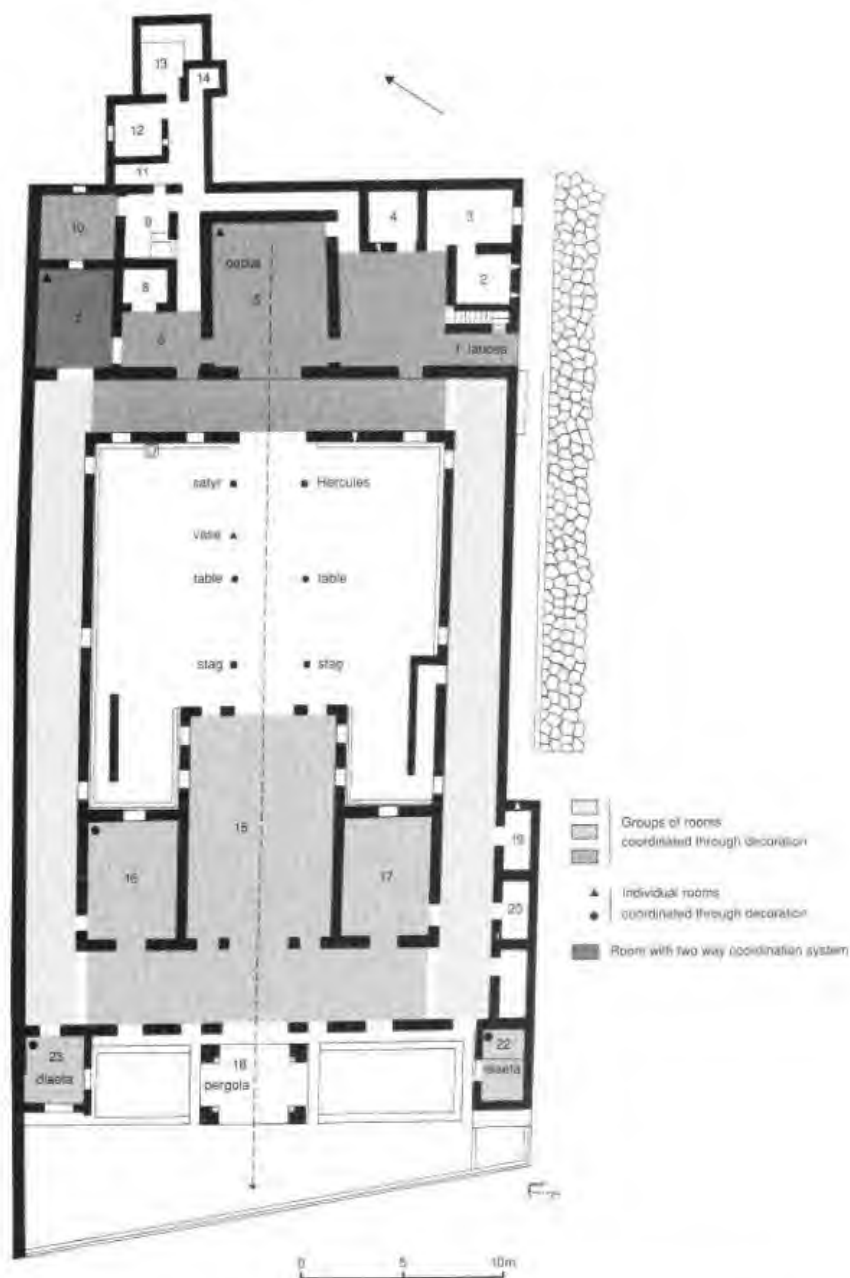 13
14
12
11
9
10
4
3
2
8
oecus
5
6
7
1 fauces
satyr
Hercules
vase
table
table
stag
stag
15
16
17
19
20
Groups of rooms
coordinated through decoration
Individual rooms
coordinated through decoration
Room with two way coordination system
23
diaeta
18
pergola
22
diaeta
0 5 10m